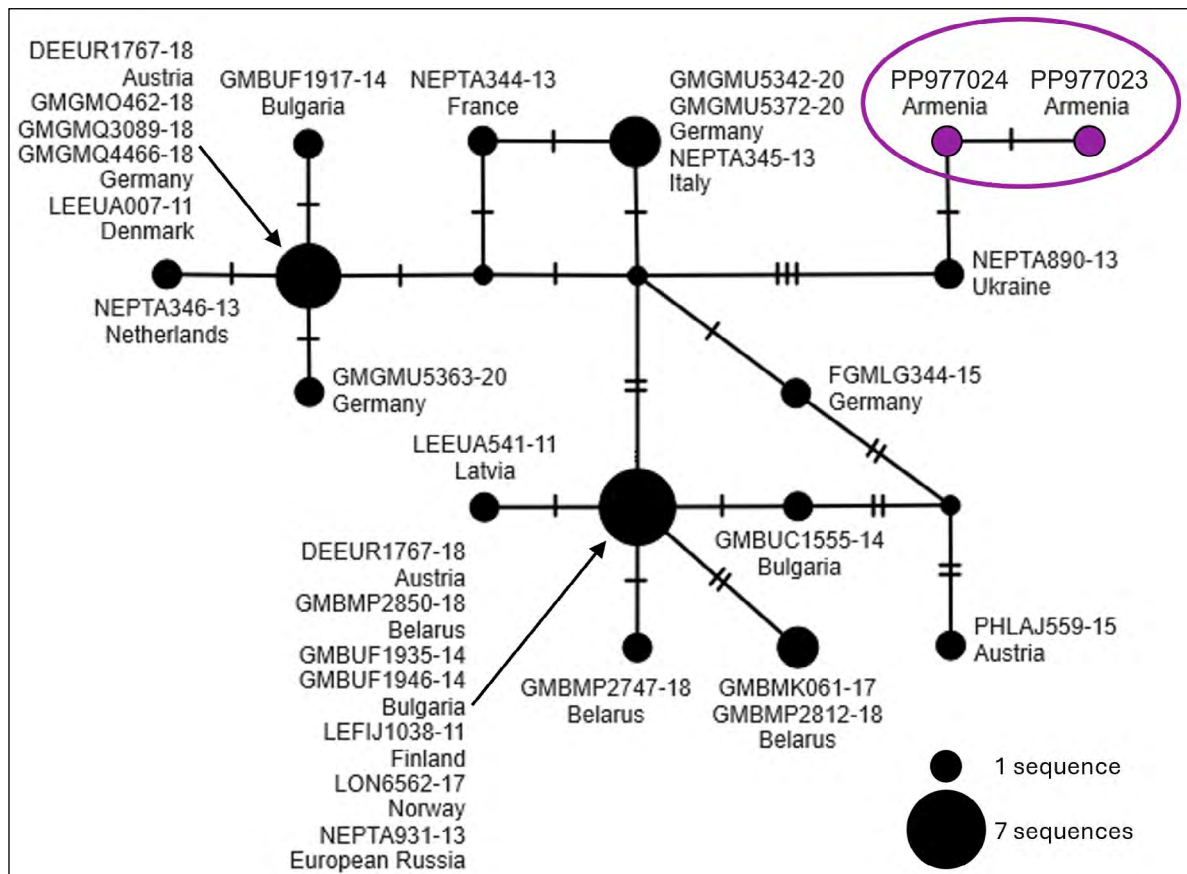 DEEUR1767-18
Austria
GMGMO462-18
GMGMQ3089-18
GMGMQ4466-18
Germany
LEEUA007-11
Denmark
GMBUF1917-14
Bulgaria
NEPTA344-13
France
GMGMU5342-20
GMGMU5372-20
Germany
NEPTA345-13
Italy
PP977024
Armenia
PP977023
Armenia
NEPTA346-13
Netherlands
NEPTA890-13
Ukraine
GMGMU5363-20
Germany
FGMLG344-15
Germany
LEEUA541-11
Latvia
GMBUC1555-14
Bulgaria
DEEUR1767-18
Austria
GMBMP2850-18
Belarus
GMBUF1935-14
GMBUF1946-14
Bulgaria
LEFIJ1038-11
Finland
LON6562-17
Norway
NEPTA931-13
European Russia
GMBMP2747-18
Belarus
GMBMK061-17
GMBMP2812-18
Belarus
PHLAJ559-15
Austria
1 sequence
7 sequences